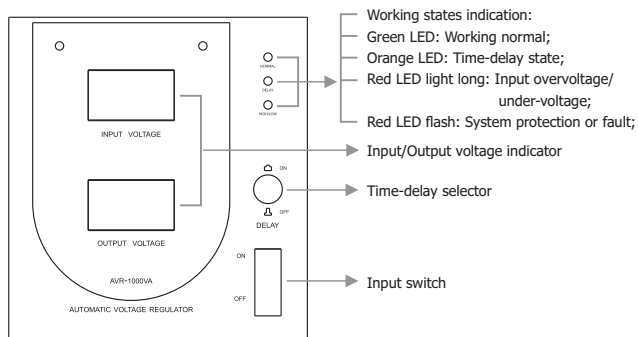 Working states indication:
Green LED: Working normal;
Orange LED: Time-delay state;
Red LED light long: Input overvoltage/
under-voltage;
Red LED flash: System protection or fault;
Input/Output voltage indicator
Time-delay selector
Input switch
NORMAL
DELAY
HIGH/LOW
INPUT VOLTAGE
OUTPUT VOLTAGE
ON
OFF
DELAY
ON
OFF
AVR-1000VA
AUTOMATIC VOLTAGE REGULATOR